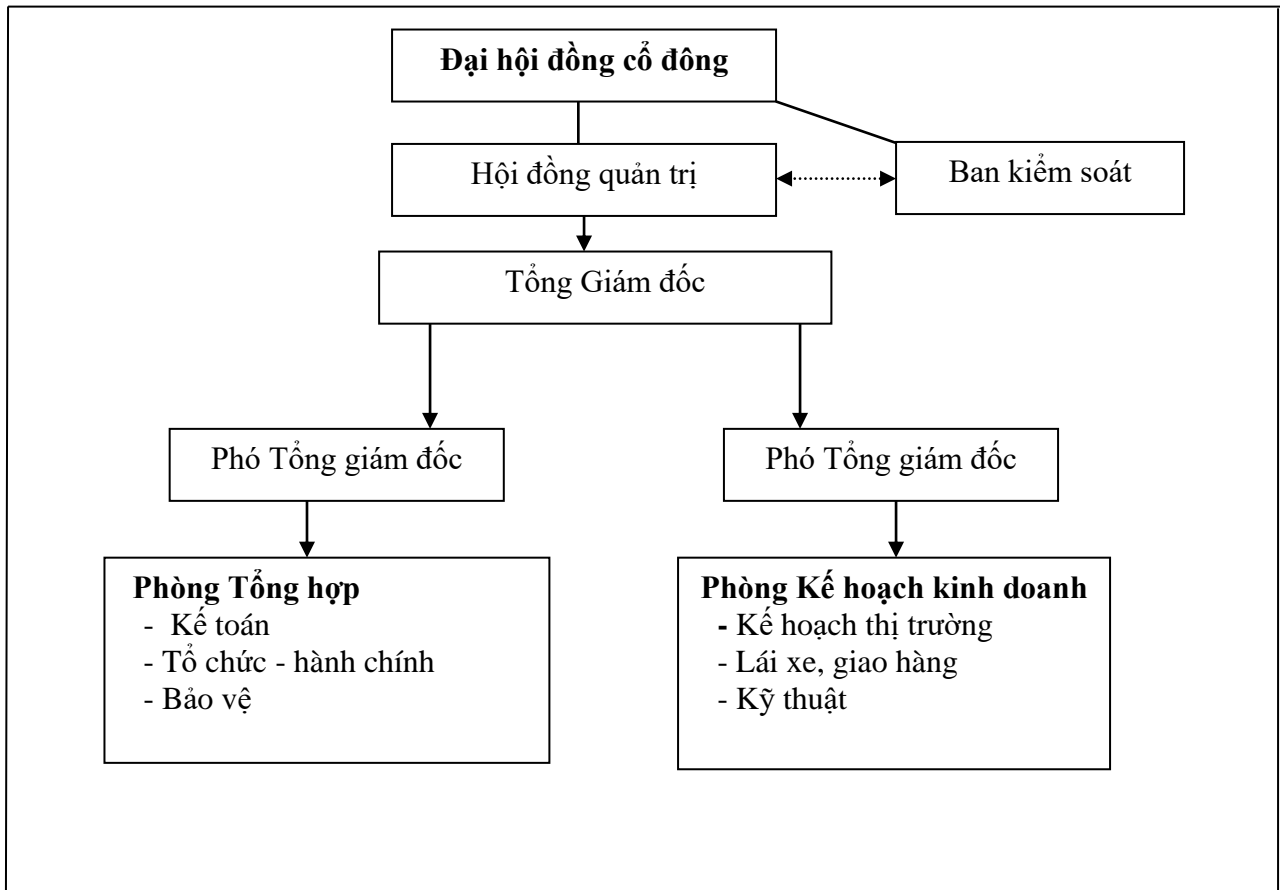 Đại hội đồng cổ đông
Hội đồng quản trị
Ban kiểm soát
Tổng Giám đốc
Phó Tổng giám đốc
Phó Tổng giám đốc
Phòng Tổng hợp
- Kế toán
- Tổ chức - hành chính
- Bảo vệ
Phòng Kế hoạch kinh doanh
- Kế hoạch thị trường
- Lái xe, giao hàng
- Kỹ thuật